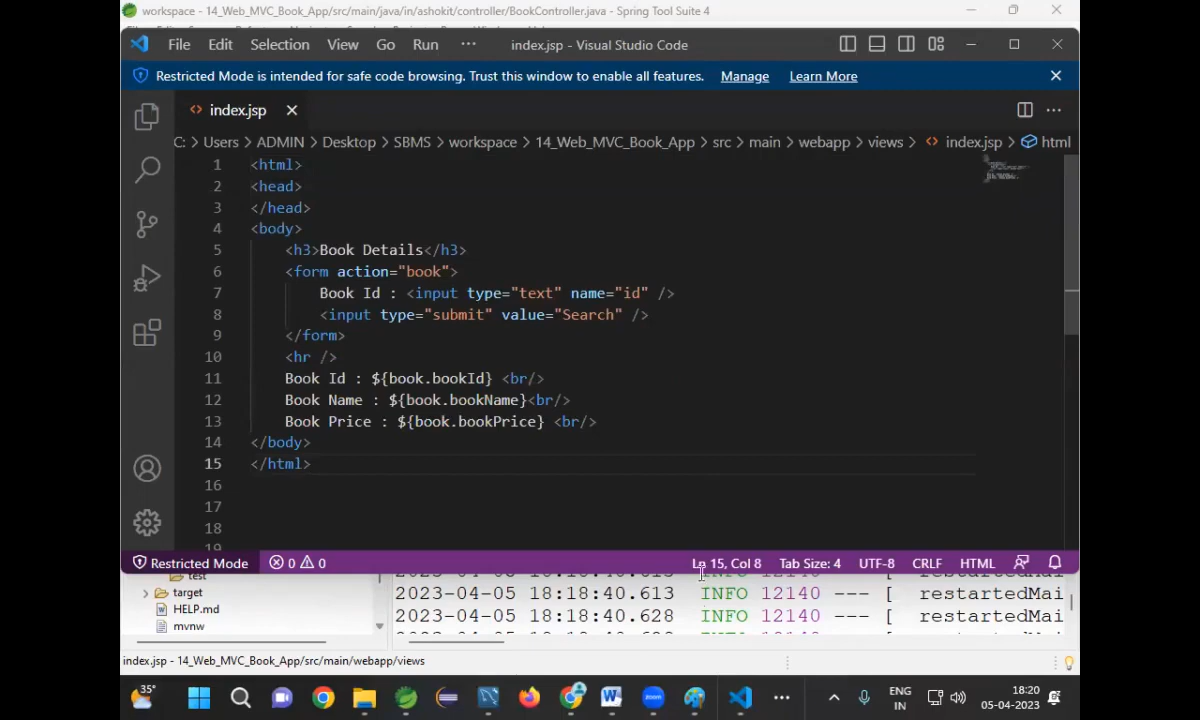 workspace - 14_Web_MVC_Book_App/src/main/java/in/ashokit/controller/BookController.java - Spring Tool Suite 4
File Edit Selection View Go Run ··· index.jsp - Visual Studio Code
Restricted Mode is intended for safe code browsing. Trust this window to enable all features. Manage Learn More
index.jsp
C: > Users > ADMIN > Desktop > SBMS > workspace > 14_Web_MVC_Book_App > src > main > webapp > views > index.jsp > html
1 <html>
2 <head>
3 </head>
4 <body>
5 <h3>Book Details</h3>
6 <form action="book">
7 Book Id : <input type="text" name="id" />
8 <input type="submit" value="Search" />
9 </form>
10 <hr />
11 Book Id : ${book.bookId} <br/>
12 Book Name : ${book.bookName}<br/>
13 Book Price : ${book.bookPrice} <br/>
14 </body>
15 </html>
16
17
18
19
Restricted Mode 0 0 Ln 15, Col 8 Tab Size: 4 UTF-8 CRLF HTML
test
target
HELP.md
mvnw
2023-04-05 18:18:40.613 INFO 12140 --- [ restartedMai
2023-04-05 18:18:40.628 INFO 12140 --- [ restartedMai
index.jsp - 14_Web_MVC_Book_App/src/main/webapp/views
35°
ENG
IN
18:20
05-04-2023